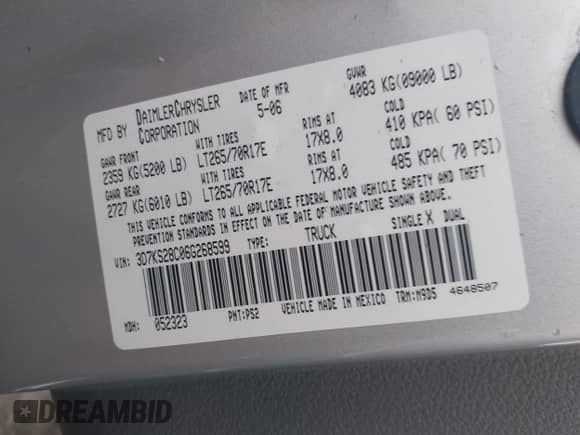 MFD BY DAIMLERCHRYSLER CORPORATION
DATE OF MFR 5-06
GVWR 4083 KG(09000 LB)
GAWR FRONT WITH TIRES RIMS AT COLD
2359 KG(5200 LB) LT265/70R17E 17X8.0 410 KPA( 60 PSI)
GAWR REAR WITH TIRES RIMS AT COLD
2727 KG(6010 LB) LT265/70R17E 17X8.0 485 KPA( 70 PSI)
THIS VEHICLE CONFORMS TO ALL APPLICABLE FEDERAL MOTOR VEHICLE SAFETY AND THEFT
PREVENTION STANDARDS IN EFFECT ON THE DATE OF MANUFACTURE SHOWN ABOVE.
VIN: 3D7KS28C06G268599 TYPE: TRUCK SINGLE X DUAL
MDH: 052323 PNT:PS2 VEHICLE MADE IN MEXICO TRM:M9D5 4648507
DREAMBID